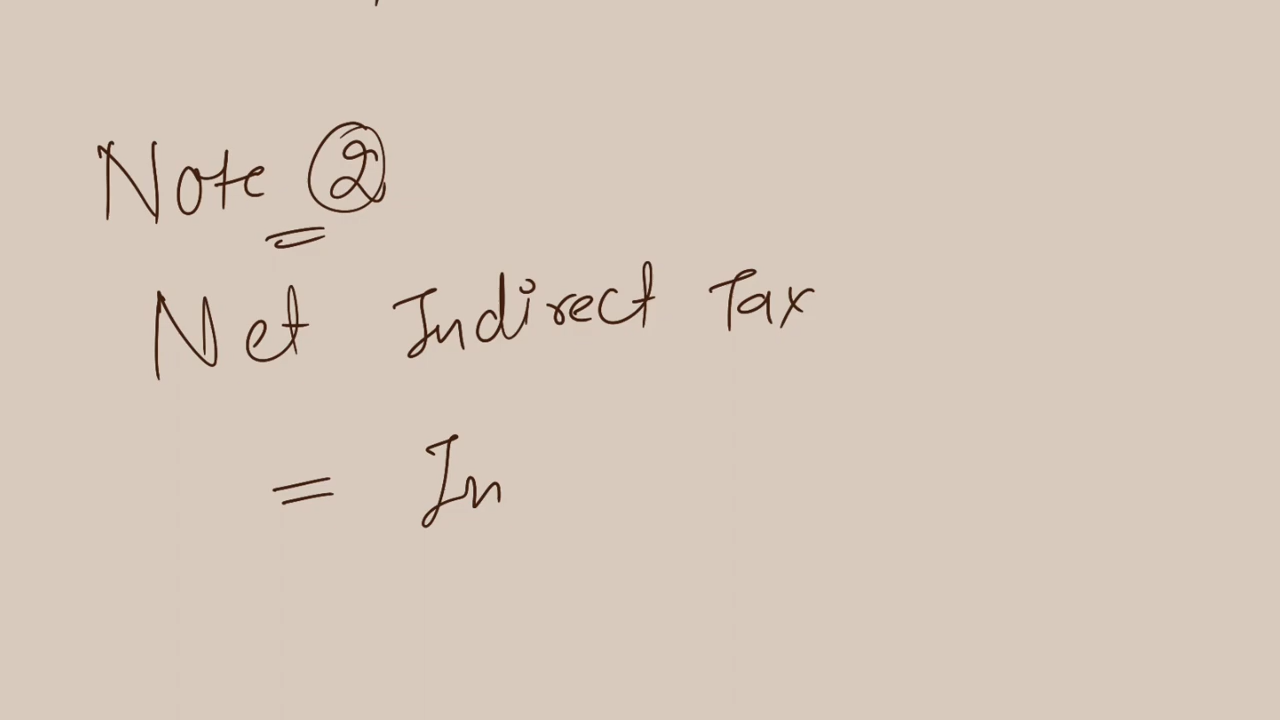 Note ②
Net Indirect Tax
= In